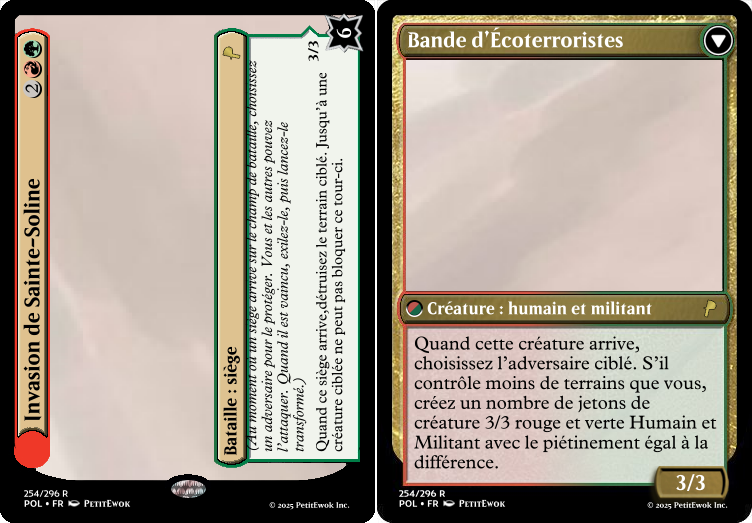 Invasion de Sainte-Soline
2
Bataille : siège
(Au moment où un siège arrive sur le champ de bataille, choisissez
un adversaire pour le protéger. Vous et les autres pouvez
l'attaquer. Quand il est vaincu, exilez-le, puis lancez-le
transformé.)
Quand ce siège arrive,détruisez le terrain ciblé. Jusqu'à une
créature ciblée ne peut pas bloquer ce tour-ci.
3/3
6
254/296 R
POL • FR PETITEWOK
© 2025 PetitEwok Inc.
Bande d'Écoterroristes
Créature : humain et militant
Quand cette créature arrive,
choisissez l'adversaire ciblé. S'il
contrôle moins de terrains que vous,
créez un nombre de jetons de
créature 3/3 rouge et verte Humain et
Militant avec le piétinement égal à la
différence.
3/3
254/296 R
POL • FR PETITEWOK
© 2025 PetitEwok Inc.